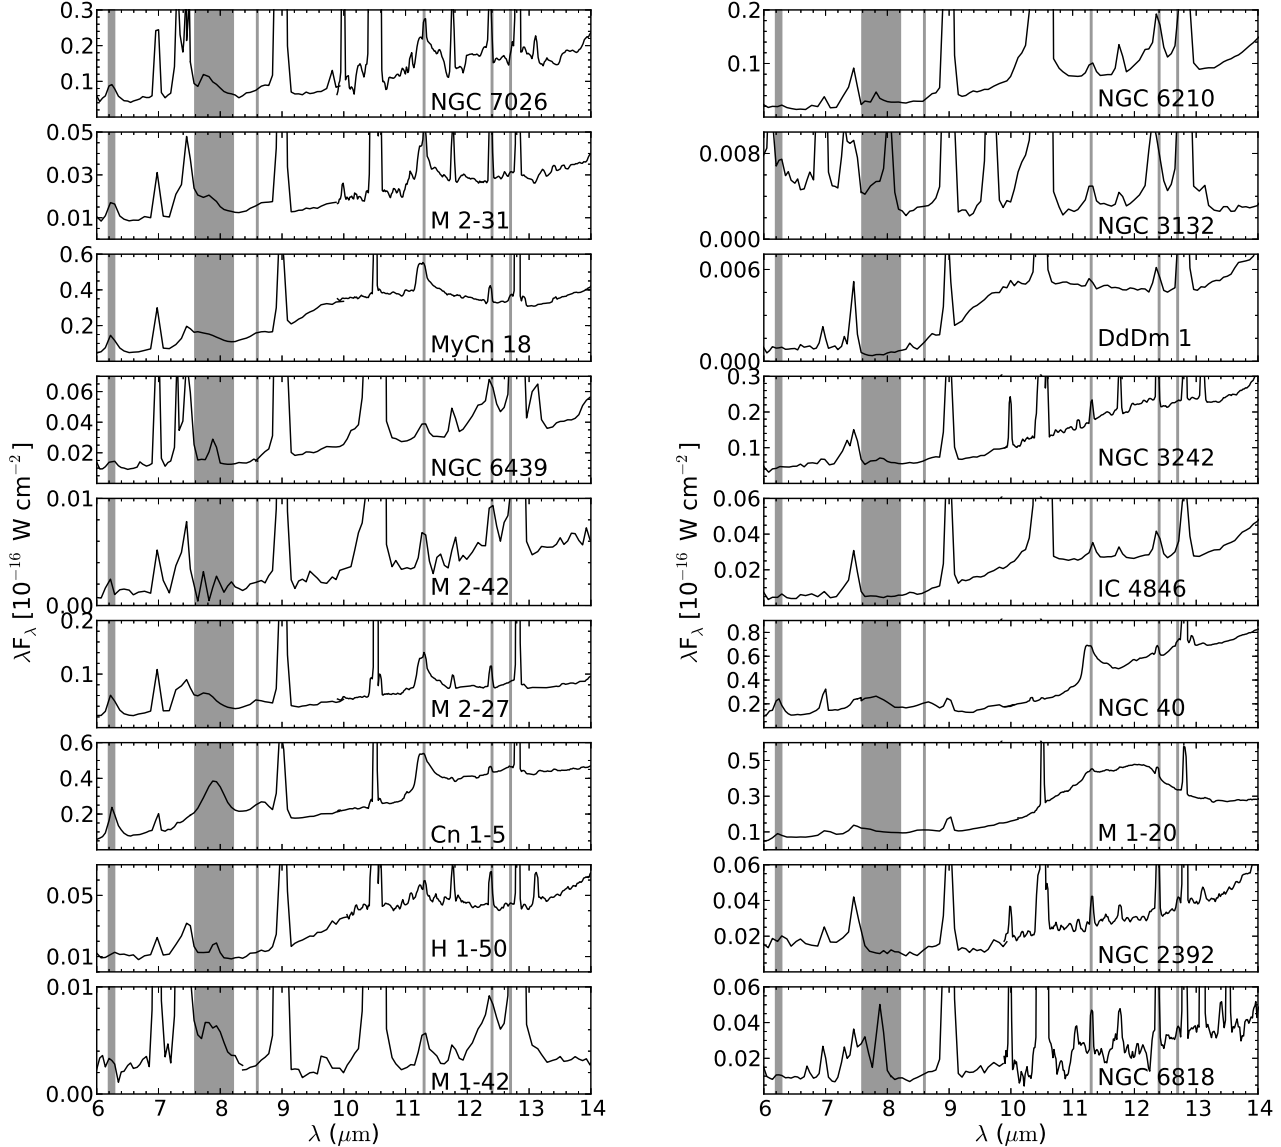 0.3
0.2
0.1
NGC 7026
0.05
0.03
0.01
M 2-31
0.6
0.4
0.2
MyCn 18
0.06
0.04
0.02
NGC 6439
0.01
0.00
M 2-42
0.2
0.1
M 2-27
0.6
0.4
0.2
Cn 1-5
0.05
0.01
H 1-50
0.01
0.00
M 1-42
6 7 8 9 10 11 12 13 14
λ (μm)
λF_λ [10^{-16} W cm^{-2}]
0.2
0.1
NGC 6210
0.008
0.000
NGC 3132
0.006
0.000
DdDm 1
0.3
0.2
0.1
NGC 3242
0.06
0.04
0.02
IC 4846
0.8
0.6
0.4
0.2
NGC 40
0.5
0.3
0.1
M 1-20
0.06
0.04
0.02
NGC 2392
0.06
0.04
0.02
NGC 6818
6 7 8 9 10 11 12 13 14
λ (μm)
λF_λ [10^{-16} W cm^{-2}]